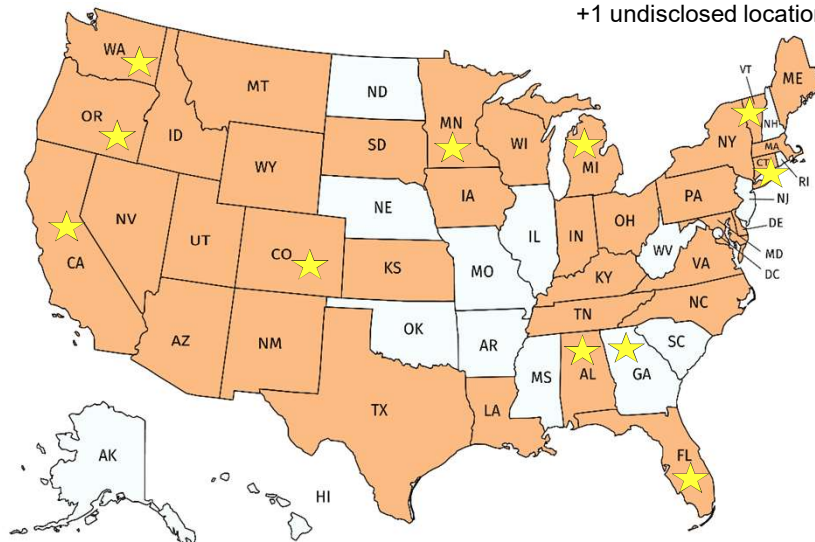 +1 undisclosed location
WA
MT
ND
MN
VT
ME
OR
ID
SD
WI
MI
NY
NH
MA
CT
RI
WY
IA
PA
NJ
NE
NV
UT
IL
IN
OH
DE
CO
WV
CA
KS
MO
VA
MD
KY
DC
NC
TN
AZ
NM
OK
AR
SC
MS
AL
GA
TX
LA
AK
FL
HI